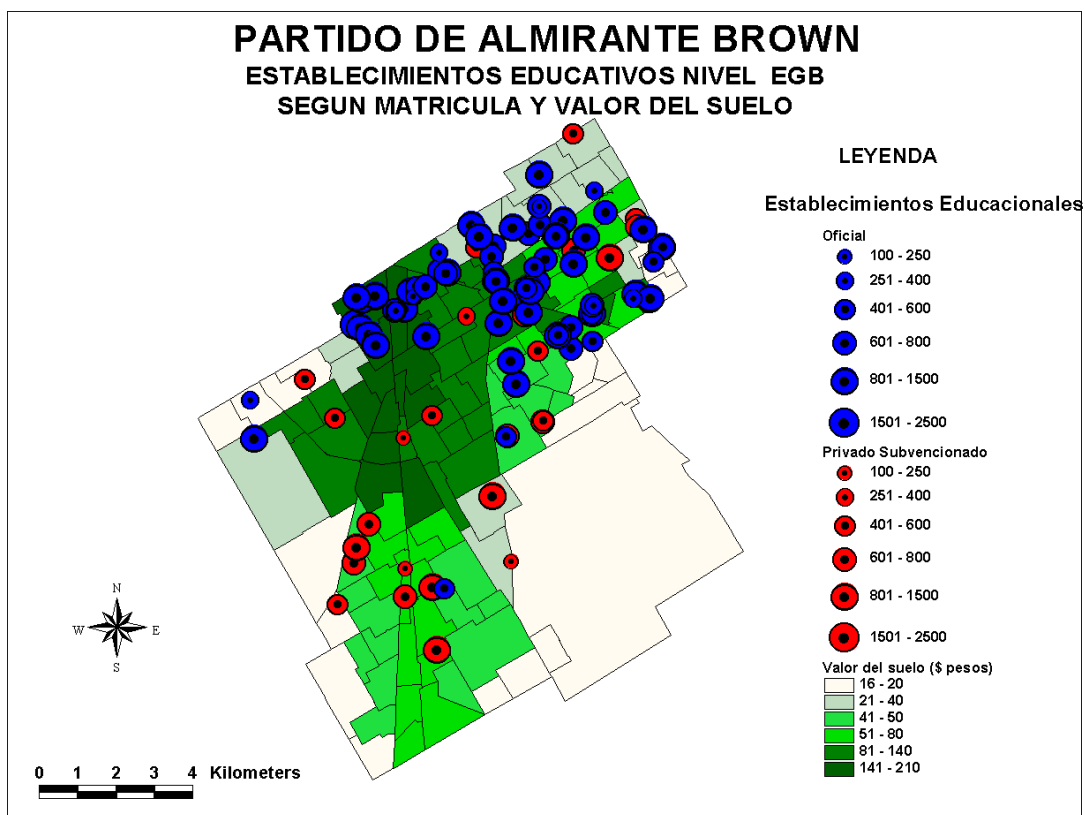 PARTIDO DE ALMIRANTE BROWN
ESTABLECIMIENTOS EDUCATIVOS NIVEL EGB
SEGUN MATRICULA Y VALOR DEL SUELO
LEYENDA
Establecimientos Educacionales
Oficial
100 - 250
251 - 400
401 - 600
601 - 800
801 - 1500
1501 - 2500
Privado Subvencionado
100 - 250
251 - 400
401 - 600
601 - 800
801 - 1500
1501 - 2500
Valor del suelo ($ pesos)
16 - 20
21 - 40
41 - 50
51 - 80
81 - 140
141 - 210
N
W E
S
0 1 2 3 4 Kilometers